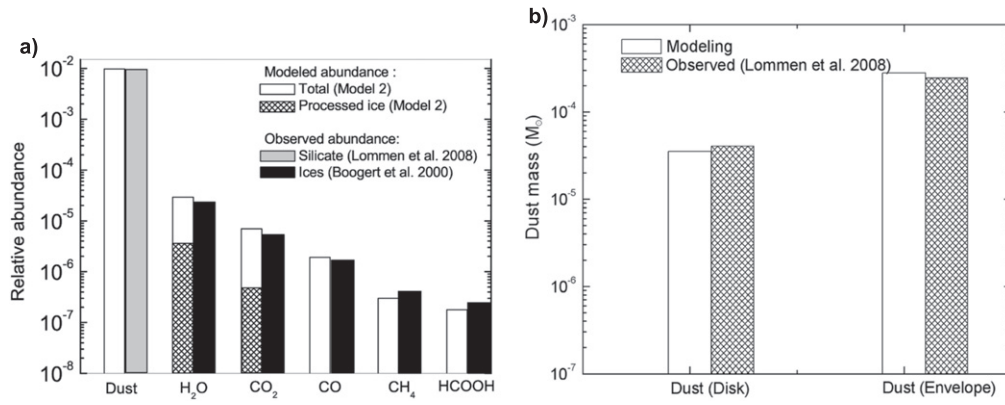 a)
Relative abundance
10⁻²
10⁻³
10⁻⁴
10⁻⁵
10⁻⁶
10⁻⁷
10⁻⁸
Modeled abundance :
Total (Model 2)
Processed ice (Model 2)
Observed abundance:
Silicate (Lommen et al. 2008)
Ices (Boogert et al. 2000)
Dust H₂O CO₂ CO CH₄ HCOOH
b)
Dust mass (M☉)
10⁻³
10⁻⁴
10⁻⁵
10⁻⁶
10⁻⁷
Modeling
Observed (Lommen et al. 2008)
Dust (Disk) Dust (Envelope)